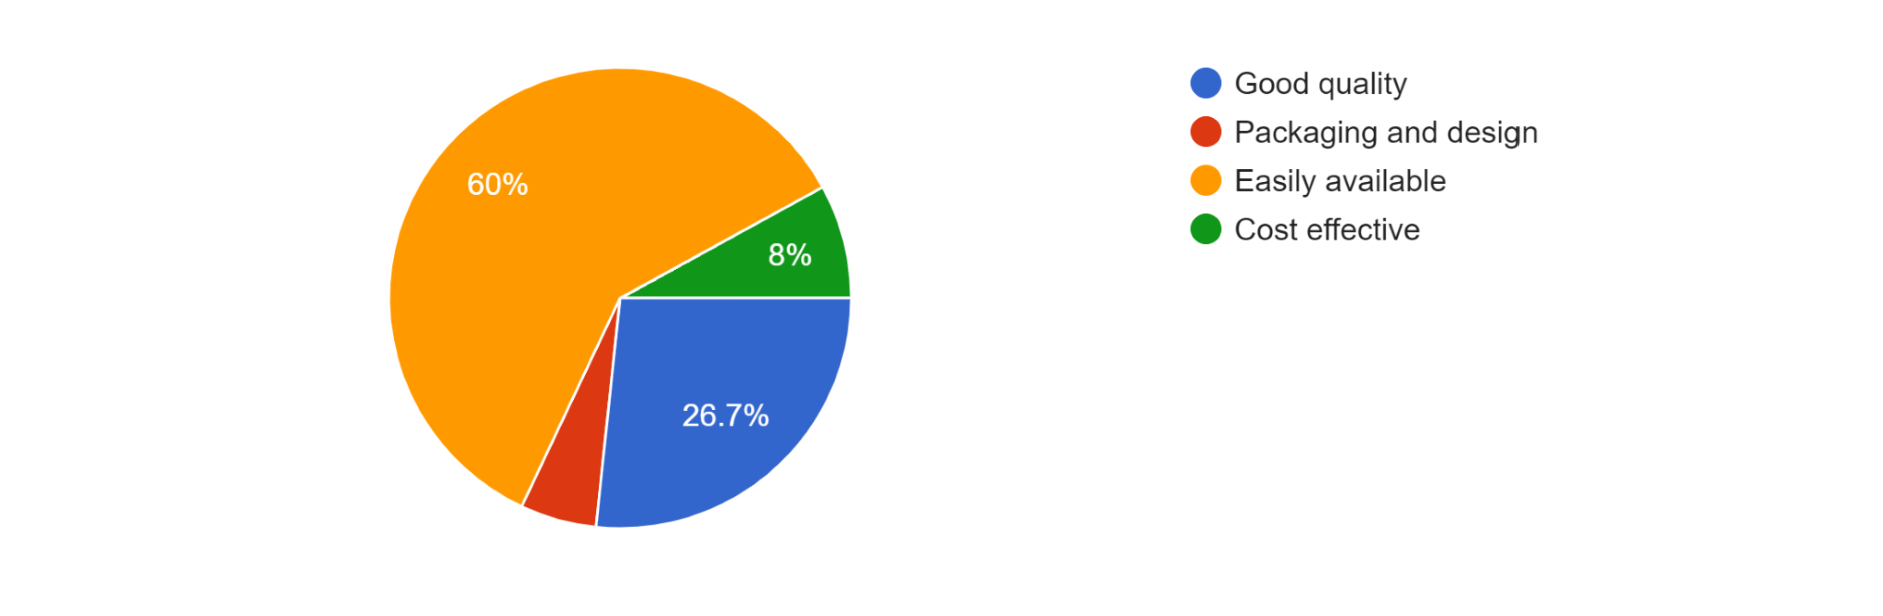 60%
8%
26.7%
Good quality
Packaging and design
Easily available
Cost effective